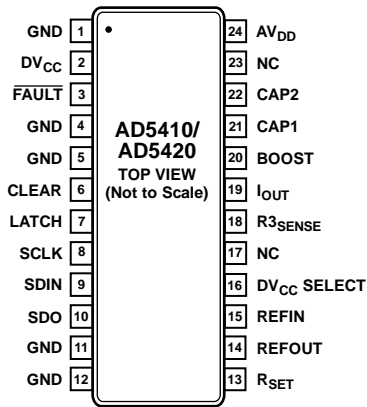 GND 1
DVCC 2
FAULT 3
GND 4
GND 5
CLEAR 6
LATCH 7
SCLK 8
SDIN 9
SDO 10
GND 11
GND 12
AD5410/
AD5420
TOP VIEW
(Not to Scale)
24 AVDD
23 NC
22 CAP2
21 CAP1
20 BOOST
19 IOUT
18 R3SENSE
17 NC
16 DVCC SELECT
15 REFIN
14 REFOUT
13 RSET